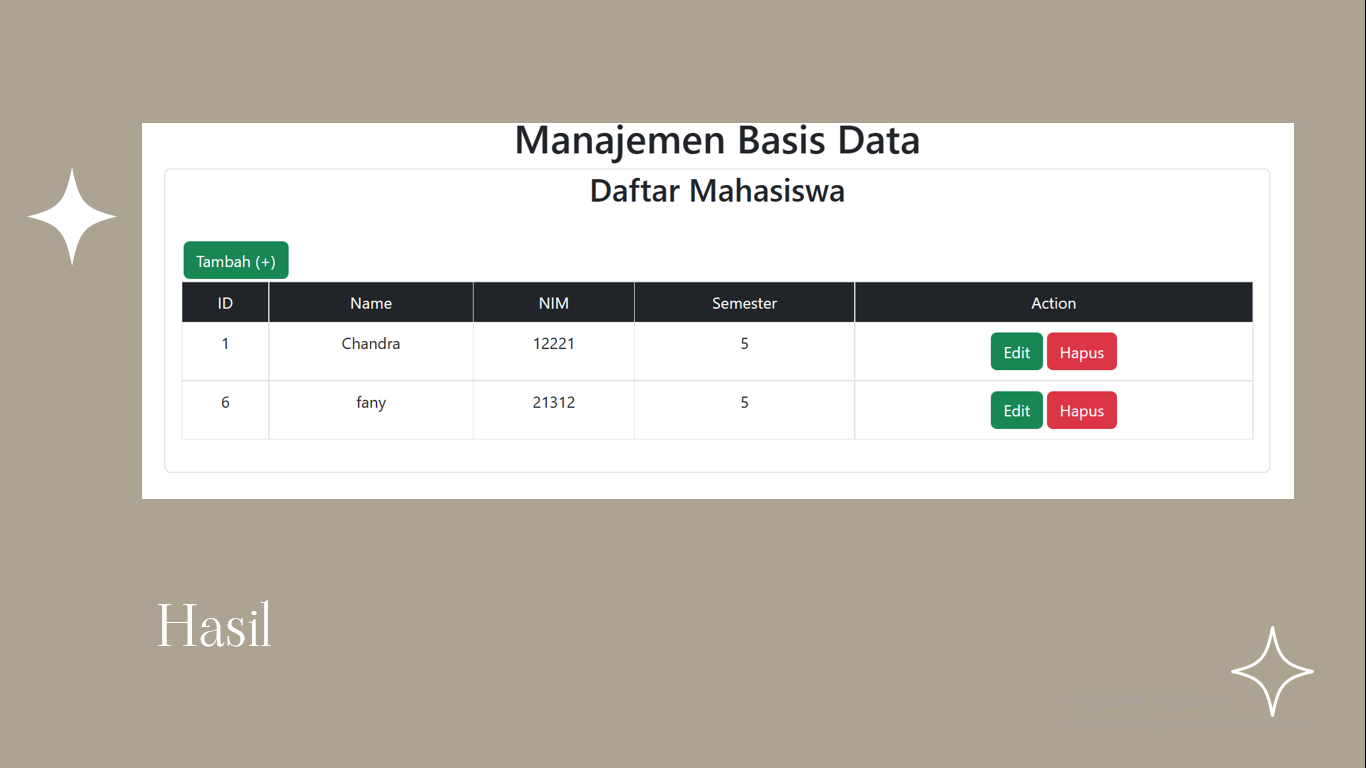 Manajemen Basis Data
Daftar Mahasiswa
Tambah (+)
ID Name NIM Semester Action
1 Chandra 12221 5 Edit Hapus
6 fany 21312 5 Edit Hapus
Hasil